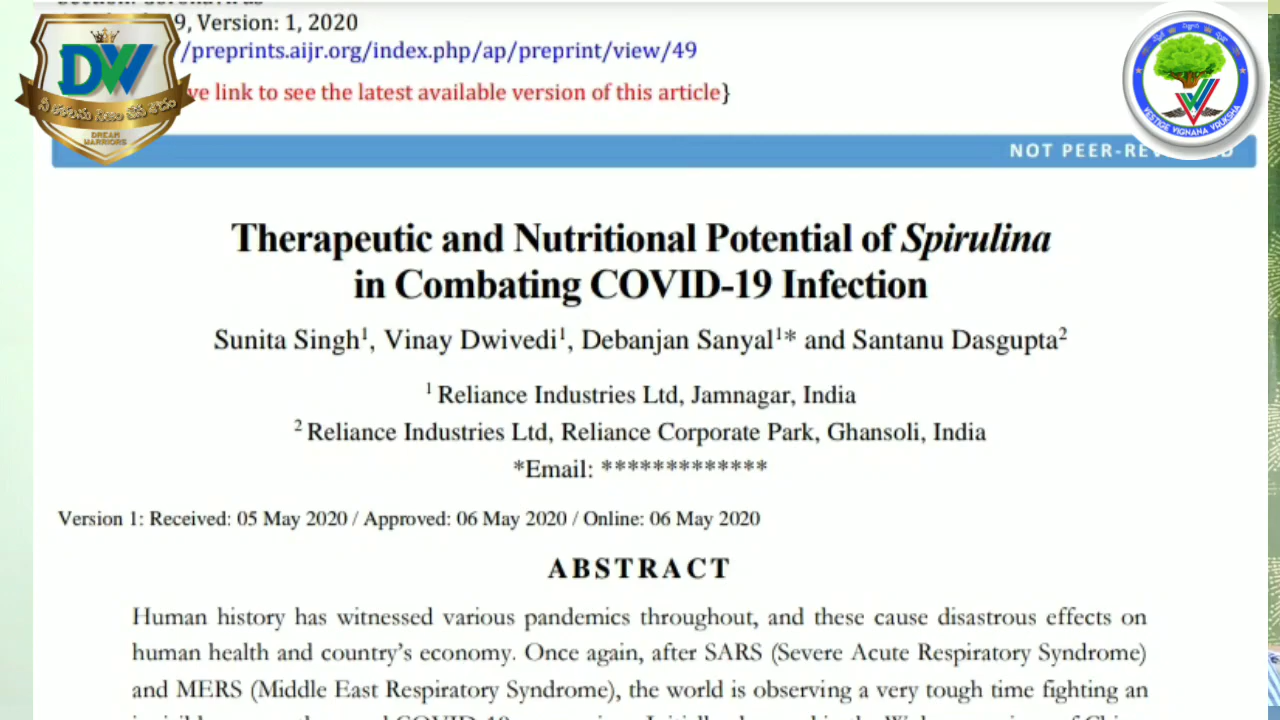 9, Version: 1, 2020
/preprints.aijr.org/index.php/ap/preprint/view/49
ve link to see the latest available version of this article}
DW
DREAM
WARRIORS
VESTIGE VIGNANA VRUKSHA
NOT PEER-RE
Therapeutic and Nutritional Potential of Spirulina
in Combating COVID-19 Infection
Sunita Singh¹, Vinay Dwivedi¹, Debanjan Sanyal¹* and Santanu Dasgupta²
¹ Reliance Industries Ltd, Jamnagar, India
² Reliance Industries Ltd, Reliance Corporate Park, Ghansoli, India
*Email: *************
Version 1: Received: 05 May 2020 / Approved: 06 May 2020 / Online: 06 May 2020
ABSTRACT
Human history has witnessed various pandemics throughout, and these cause disastrous effects on
human health and country's economy. Once again, after SARS (Severe Acute Respiratory Syndrome)
and MERS (Middle East Respiratory Syndrome), the world is observing a very tough time fighting an